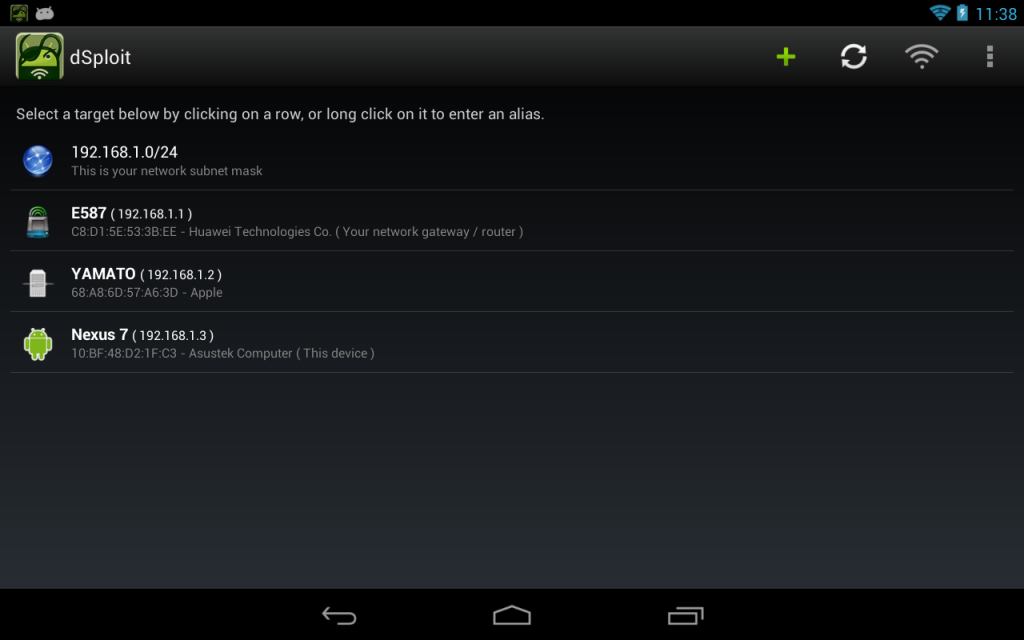 11:38
dSploit
Select a target below by clicking on a row, or long click on it to enter an alias.
192.168.1.0/24
This is your network subnet mask
E587 ( 192.168.1.1 )
C8:D1:5E:53:3B:EE - Huawei Technologies Co. ( Your network gateway / router )
YAMATO ( 192.168.1.2 )
68:A8:6D:57:A6:3D - Apple
Nexus 7 ( 192.168.1.3 )
10:BF:48:D2:1F:C3 - Asustek Computer ( This device )